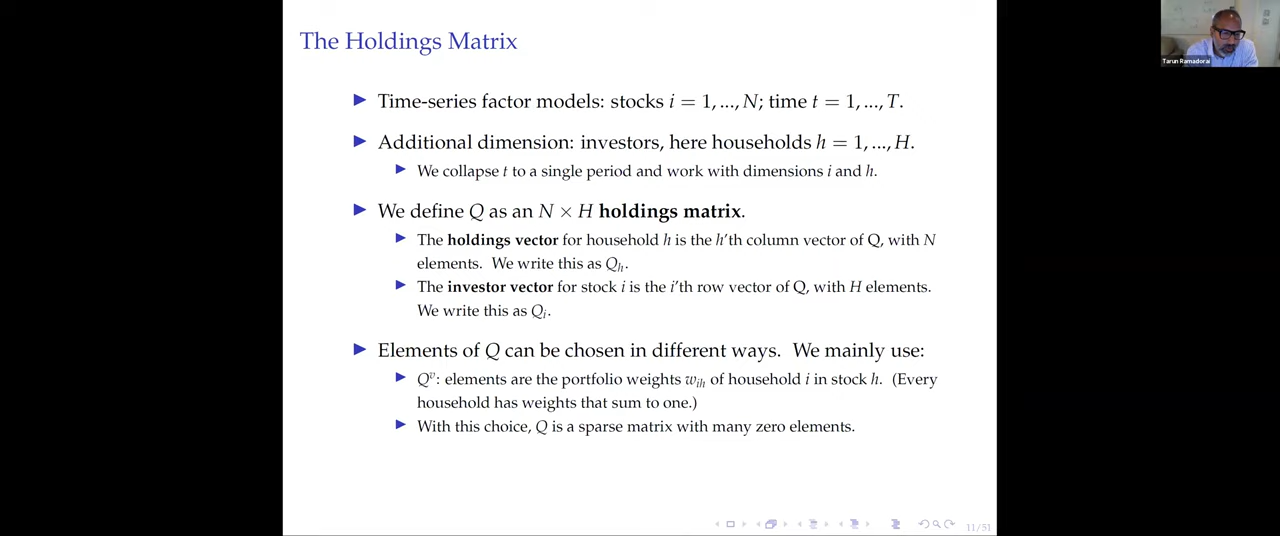 The Holdings Matrix
Tarun Ramadorai
▶ Time-series factor models: stocks i = 1, ..., N; time t = 1, ..., T.
▶ Additional dimension: investors, here households h = 1, ..., H.
▶ We collapse t to a single period and work with dimensions i and h.
▶ We define Q as an N × H holdings matrix.
▶ The holdings vector for household h is the h'th column vector of Q, with N
elements. We write this as Qₕ.
▶ The investor vector for stock i is the i'th row vector of Q, with H elements.
We write this as Qᵢ.
▶ Elements of Q can be chosen in different ways. We mainly use:
▶ Qᵛ: elements are the portfolio weights wᵢₕ of household i in stock h. (Every
household has weights that sum to one.)
▶ With this choice, Q is a sparse matrix with many zero elements.
11/51